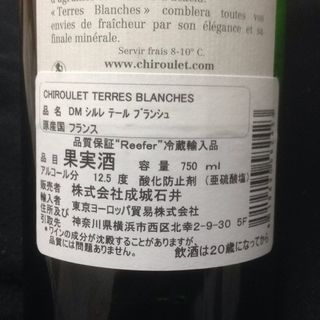 « Terres Blanches » comblera toutes vos
envies de fraîcheur par son élégance et sa
finale minérale.
Servir frais 8-10° C.
www.chiroulet.com
CHIROULET TERRES BLANCHES
品 名 DM シルレ テール ブランシュ
原産国 フランス
品質保証"Reefer"冷蔵輸入品
品目 果実酒 容量 750 ml
アルコール分 12.5 度 酸化防止剤 (亜硫酸塩)
販売者 株式会社成城石井
輸入者 東京ヨーロッパ貿易株式会社
引取先 神奈川県横浜市西区北幸2-9-30 5F
*ワインの成分が沈殿することがありますが、
品質には問題ありません。 飲酒は20歳になってから